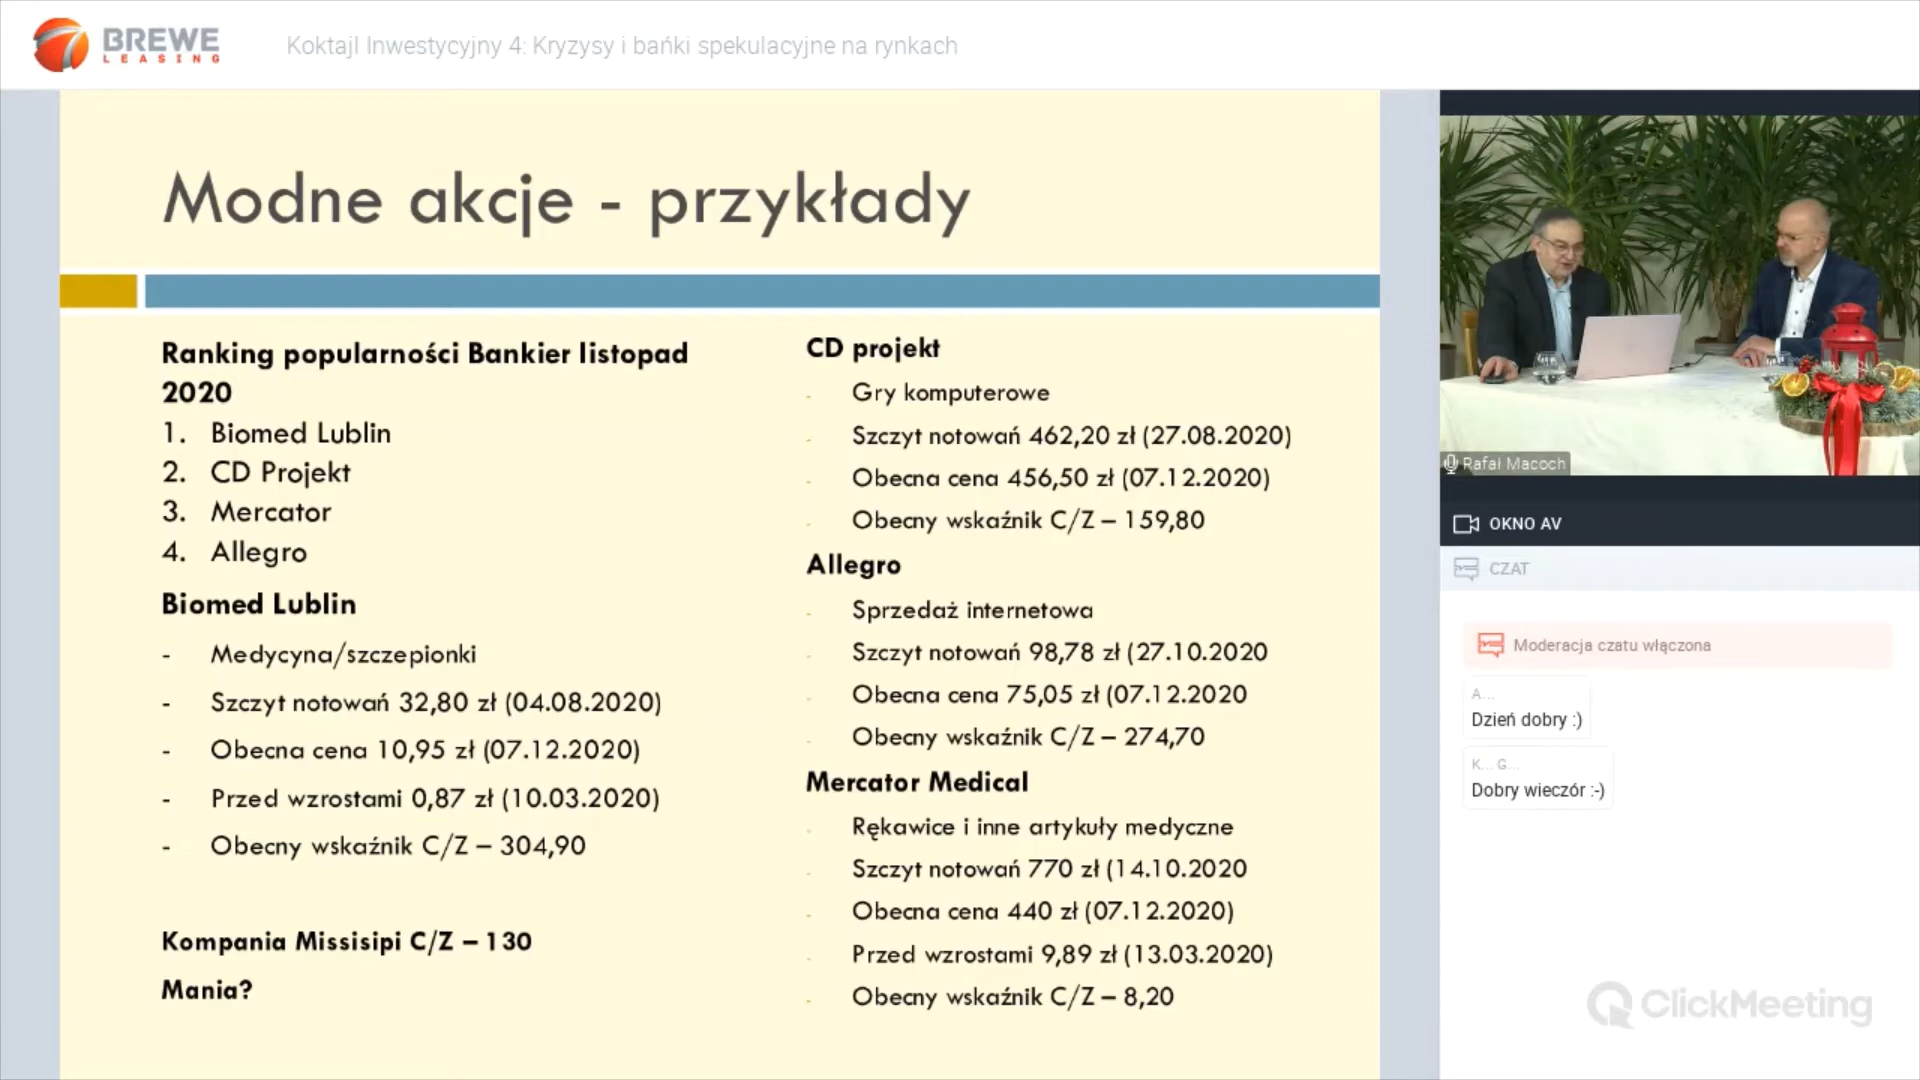 BREWE
LEASING
Koktajl Inwestycyjny 4: Kryzysy i bańki spekulacyjne na rynkach
Modne akcje - przykłady
Ranking popularności Bankier listopad
2020
1. Biomed Lublin
2. CD Projekt
3. Mercator
4. Allegro
Biomed Lublin
- Medycyna/szczepionki
- Szczyt notowań 32,80 zł (04.08.2020)
- Obecna cena 10,95 zł (07.12.2020)
- Przed wzrostami 0,87 zł (10.03.2020)
- Obecny wskaźnik C/Z – 304,90
Kompania Missisipi C/Z – 130
Mania?
CD projekt
- Gry komputerowe
- Szczyt notowań 462,20 zł (27.08.2020)
- Obecna cena 456,50 zł (07.12.2020)
- Obecny wskaźnik C/Z – 159,80
Allegro
- Sprzedaż internetowa
- Szczyt notowań 98,78 zł (27.10.2020
- Obecna cena 75,05 zł (07.12.2020
- Obecny wskaźnik C/Z – 274,70
Mercator Medical
- Rękawice i inne artykuły medyczne
- Szczyt notowań 770 zł (14.10.2020
- Obecna cena 440 zł (07.12.2020)
- Przed wzrostami 9,89 zł (13.03.2020)
- Obecny wskaźnik C/Z – 8,20
Rafał Macoch
OKNO AV
CZAT
Moderacja czatu włączona
A...
Dzień dobry :)
K... G...
Dobry wieczór :-)
ClickMeeting